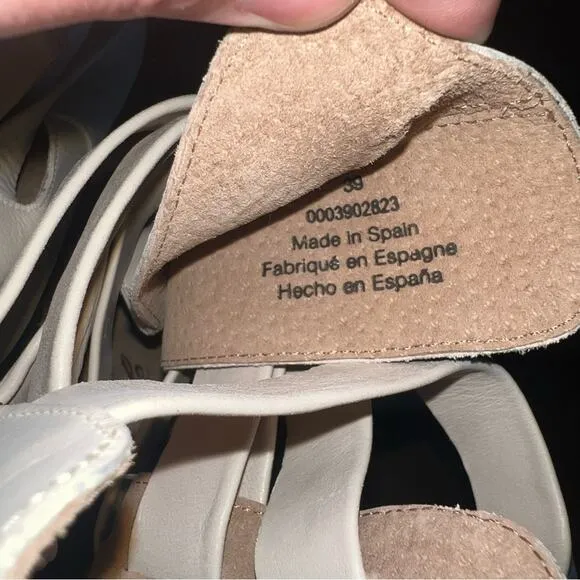 39
0003902823
Made in Spain
Fabriqué en Espagne
Hecho en España